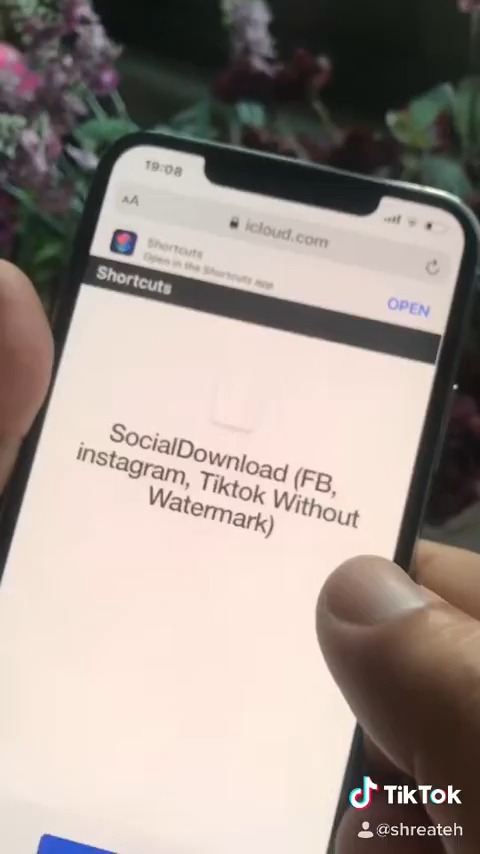 19:08
AA
icloud.com
Shortcuts
Open in the Shortcuts app
OPEN
Shortcuts
SocialDownload (FB,
instagram, Tiktok Without
Watermark)
TikTok
@shreateh